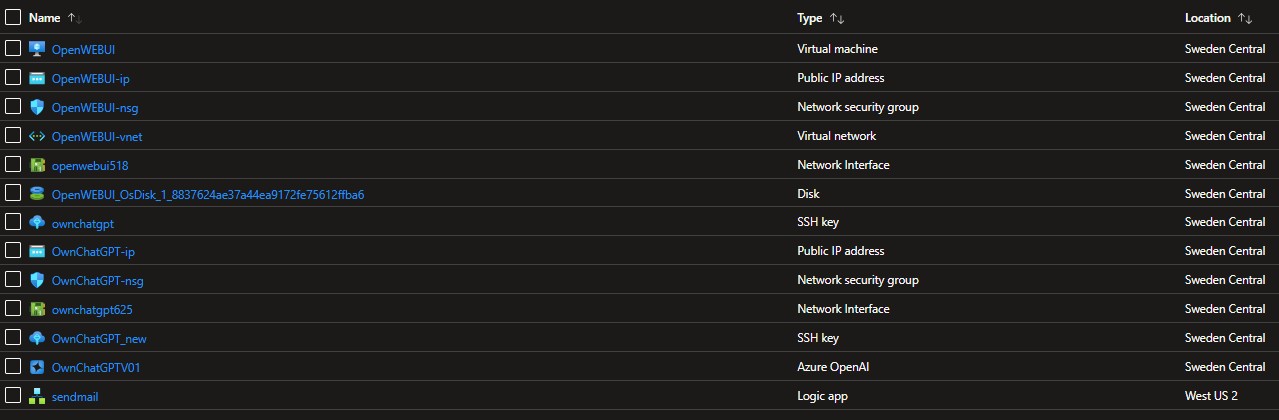 Name ↑↓ Type ↑↓ Location ↑↓
OpenWEBUI Virtual machine Sweden Central
OpenWEBUI-ip Public IP address Sweden Central
OpenWEBUI-nsg Network security group Sweden Central
OpenWEBUI-vnet Virtual network Sweden Central
openwebui518 Network Interface Sweden Central
OpenWEBUI_OsDisk_1_8837624ae37a44ea9172fe75612ffba6 Disk Sweden Central
ownchatgpt SSH key Sweden Central
OwnChatGPT-ip Public IP address Sweden Central
OwnChatGPT-nsg Network security group Sweden Central
ownchatgpt625 Network Interface Sweden Central
OwnChatGPT_new SSH key Sweden Central
OwnChatGPTV01 Azure OpenAI Sweden Central
sendmail Logic app West US 2